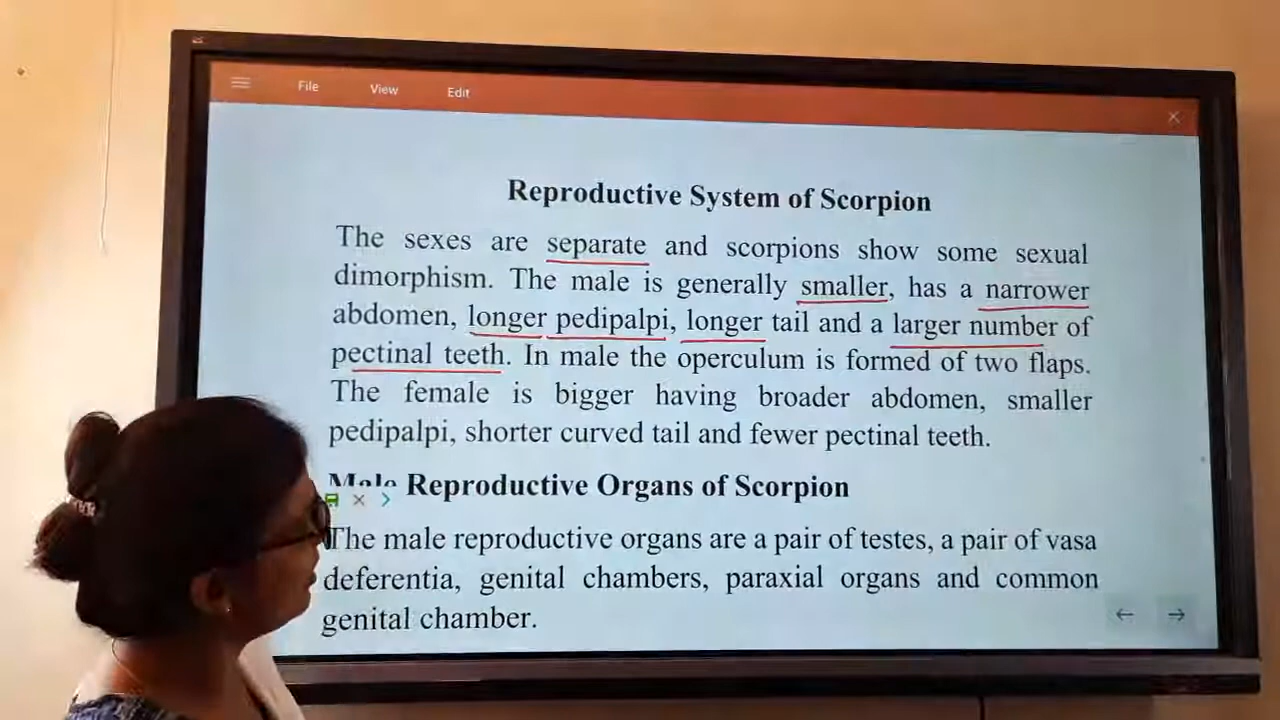 File View Edit
Reproductive System of Scorpion
The sexes are separate and scorpions show some sexual
dimorphism. The male is generally smaller, has a narrower
abdomen, longer pedipalpi, longer tail and a larger number of
pectinal teeth. In male the operculum is formed of two flaps.
The female is bigger having broader abdomen, smaller
pedipalpi, shorter curved tail and fewer pectinal teeth.
Male Reproductive Organs of Scorpion
The male reproductive organs are a pair of testes, a pair of vasa
deferentia, genital chambers, paraxial organs and common
genital chamber.